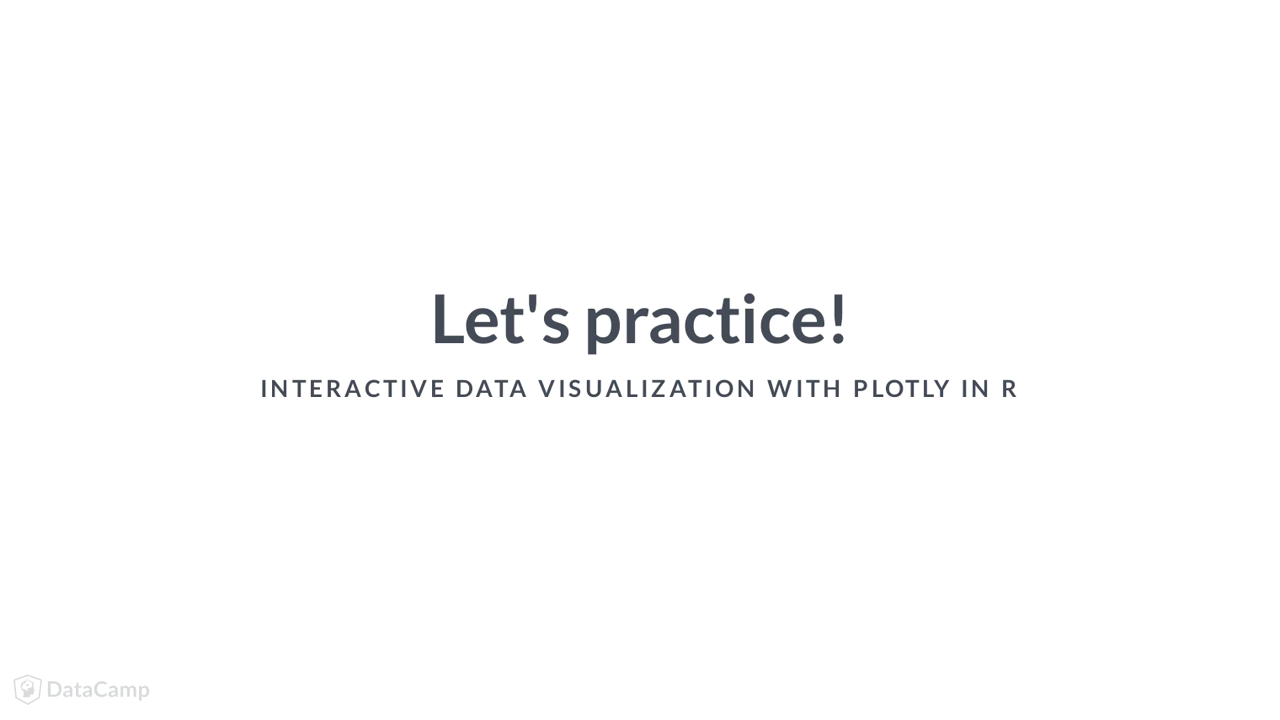 Let's practice!
INTERACTIVE DATA VISUALIZATION WITH PLOTLY IN R
DataCamp